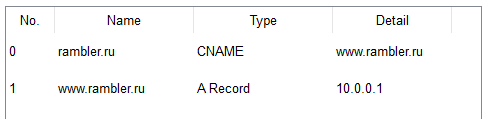 No. Name Type Detail
0 rambler.ru CNAME www.rambler.ru
1 www.rambler.ru A Record 10.0.0.1